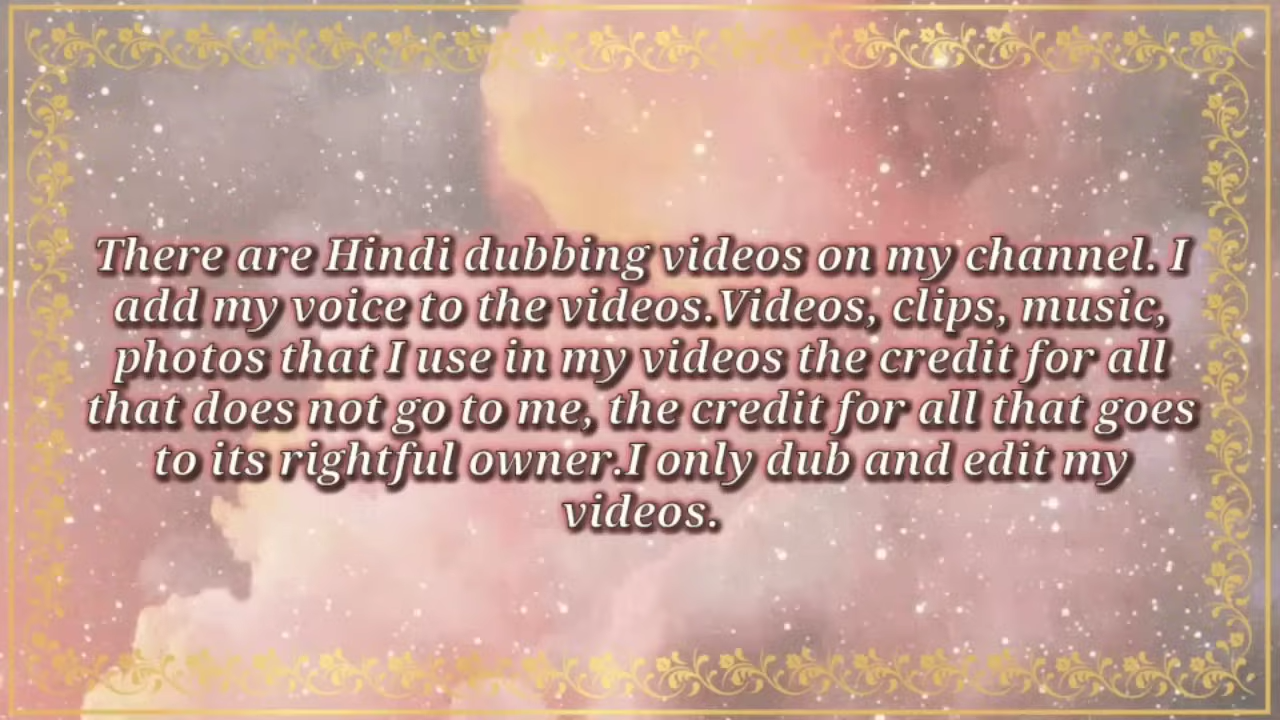 There are Hindi dubbing videos on my channel. I
add my voice to the videos.Videos, clips, music,
photos that I use in my videos the credit for all
that does not go to me, the credit for all that goes
to its rightful owner.I only dub and edit my
videos.